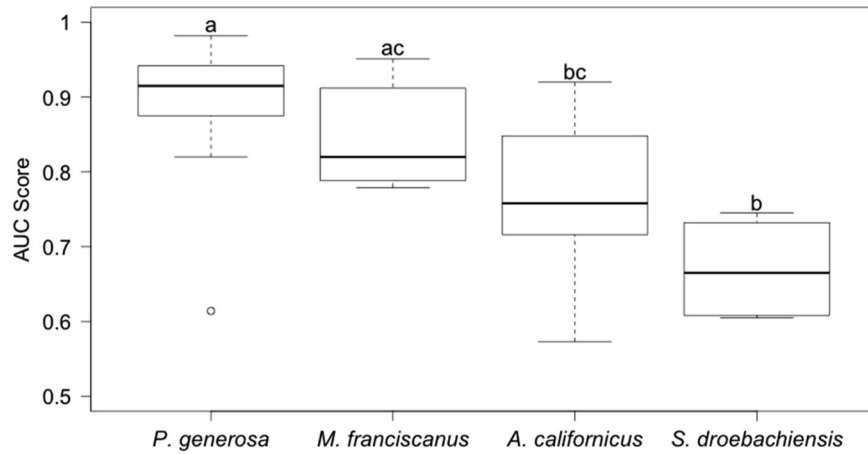 1
a
ac
bc
0.9
0.8
AUC Score
0.7
b
0.6
0.5
P. generosa M. franciscanus A. californicus S. droebachiensis